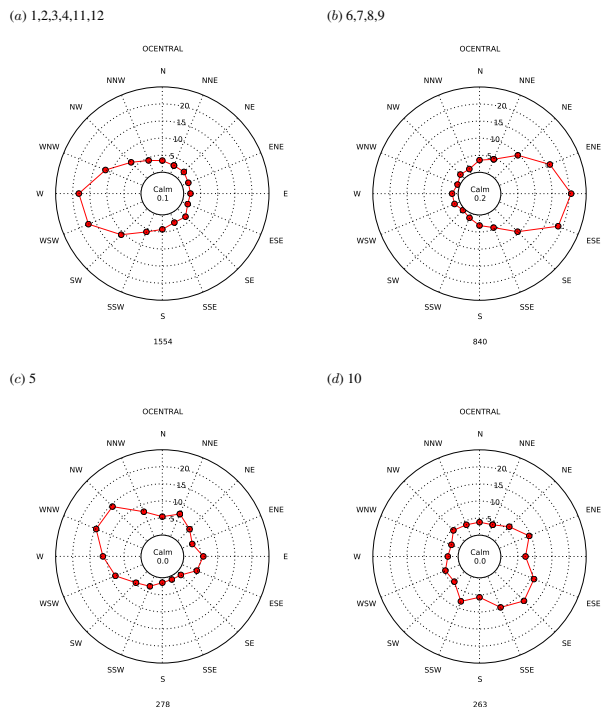 (a) 1,2,3,4,11,12
OCENTRAL
N
NNW NNE
NW NE
WNW ENE
20
15
10
5
W Calm E
0.1
WSW ESE
SW SE
SSW SSE
S
1554
(b) 6,7,8,9
OCENTRAL
N
NNW NNE
NW NE
WNW ENE
20
15
10
5
W Calm E
0.2
WSW ESE
SW SE
SSW SSE
S
840
(c) 5
OCENTRAL
N
NNW NNE
NW NE
WNW ENE
20
15
10
5
W Calm E
0.0
WSW ESE
SW SE
SSW SSE
S
278
(d) 10
OCENTRAL
N
NNW NNE
NW NE
WNW ENE
20
15
10
5
W Calm E
0.0
WSW ESE
SW SE
SSW SSE
S
263